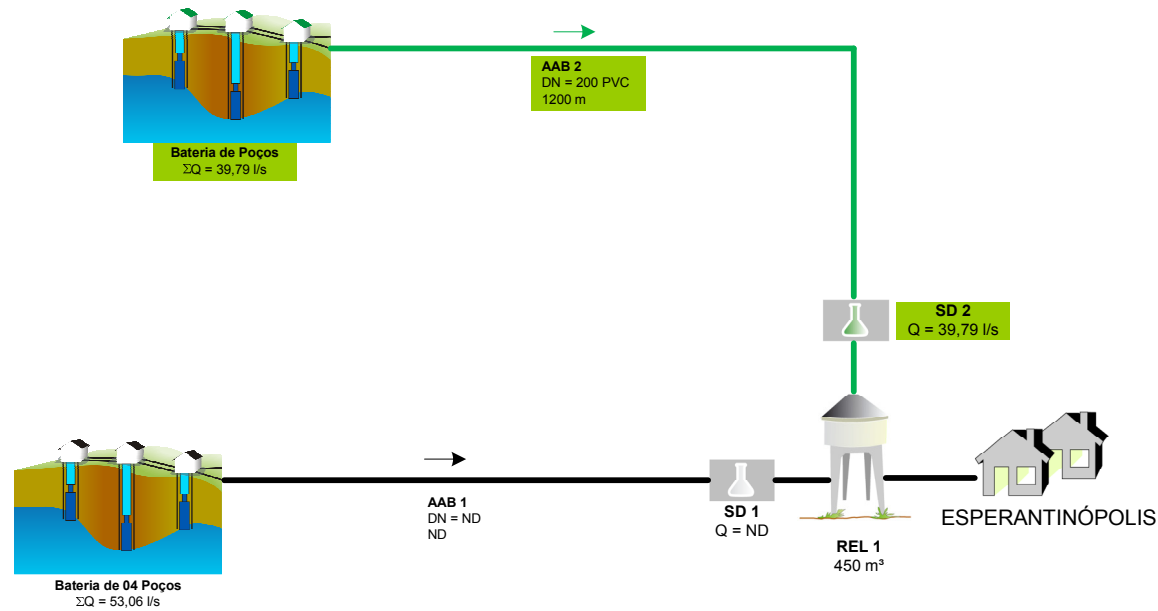 AAB 2
DN = 200 PVC
1200 m
Bateria de Poços
ΣQ = 39,79 l/s
SD 2
Q = 39,79 l/s
AAB 1
DN = ND
ND
SD 1
Q = ND
REL 1
450 m³
ESPERANTINÓPOLIS
Bateria de 04 Poços
ΣQ = 53,06 l/s